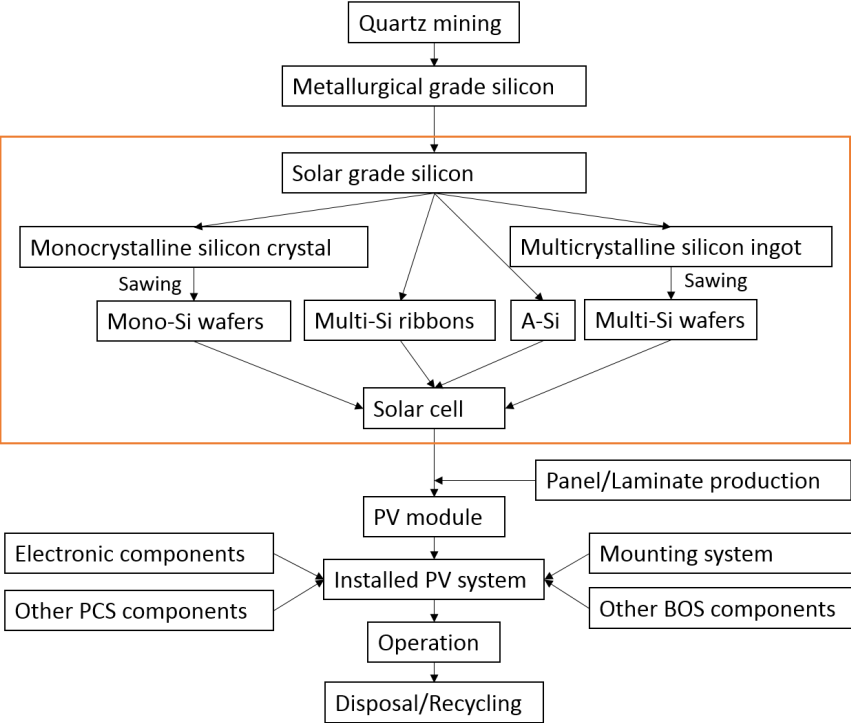 Quartz mining
Metallurgical grade silicon
Solar grade silicon
Monocrystalline silicon crystal
Multicrystalline silicon ingot
Sawing
Sawing
Mono-Si wafers
Multi-Si ribbons
A-Si
Multi-Si wafers
Solar cell
Panel/Laminate production
PV module
Electronic components
Mounting system
Installed PV system
Other PCS components
Other BOS components
Operation
Disposal/Recycling